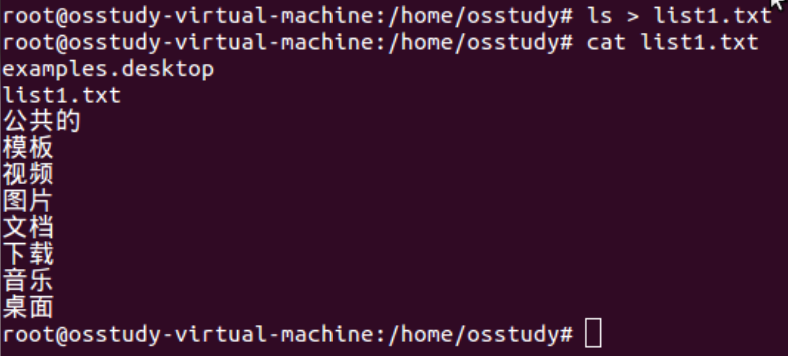 root@osstudy-virtual-machine:/home/osstudy# ls > list1.txt
root@osstudy-virtual-machine:/home/osstudy# cat list1.txt
examples.desktop
list1.txt
公共的
模板
视频
图片
文档
下载
音乐
桌面
root@osstudy-virtual-machine:/home/osstudy#